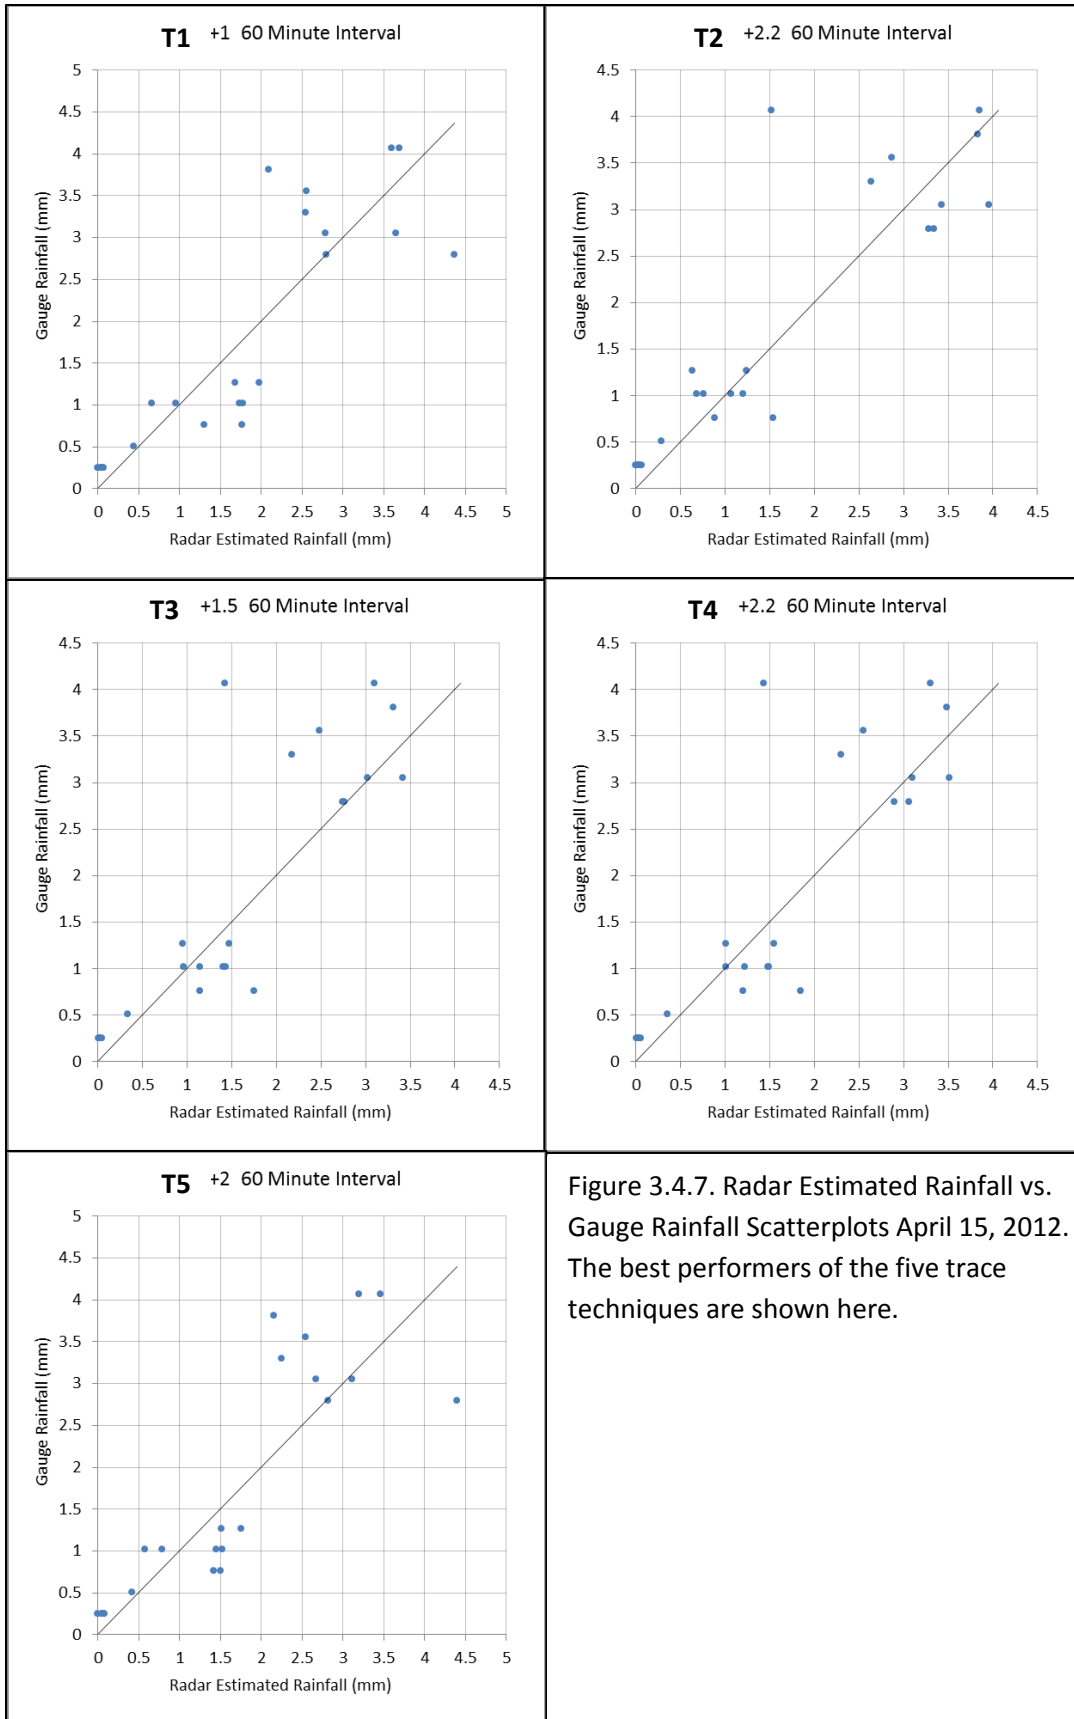 T1 +1 60 Minute Interval
5
4.5
4
3.5
3
2.5
2
1.5
1
0.5
0
Gauge Rainfall (mm)
0 0.5 1 1.5 2 2.5 3 3.5 4 4.5 5
Radar Estimated Rainfall (mm)
T2 +2.2 60 Minute Interval
4.5
4
3.5
3
2.5
2
1.5
1
0.5
0
Gauge Rainfall (mm)
0 0.5 1 1.5 2 2.5 3 3.5 4 4.5
Radar Estimated Rainfall (mm)
T3 +1.5 60 Minute Interval
4.5
4
3.5
3
2.5
2
1.5
1
0.5
0
Gauge Rainfall (mm)
0 0.5 1 1.5 2 2.5 3 3.5 4 4.5
Radar Estimated Rainfall (mm)
T4 +2.2 60 Minute Interval
4.5
4
3.5
3
2.5
2
1.5
1
0.5
0
Gauge Rainfall (mm)
0 0.5 1 1.5 2 2.5 3 3.5 4 4.5
Radar Estimated Rainfall (mm)
T5 +2 60 Minute Interval
5
4.5
4
3.5
3
2.5
2
1.5
1
0.5
0
Gauge Rainfall (mm)
0 0.5 1 1.5 2 2.5 3 3.5 4 4.5 5
Radar Estimated Rainfall (mm)
Figure 3.4.7. Radar Estimated Rainfall vs.
Gauge Rainfall Scatterplots April 15, 2012.
The best performers of the five trace
techniques are shown here.